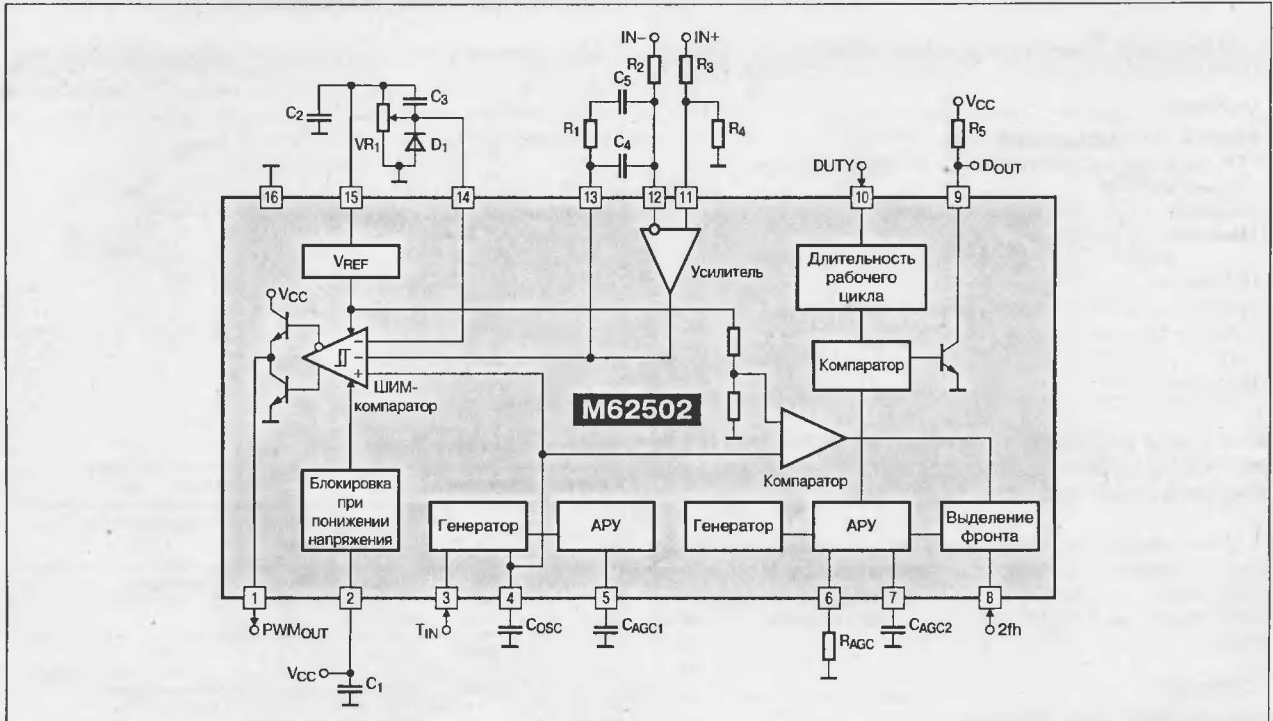 IN− IN+
R2 R3
C5
C3
VCC
C2
R1
R4
R5
VR1 D1
C4
DUTY DOUT
16 15 14 13 12 11 10 9
VREF
Усилитель
Длительность
рабочего
цикла
VCC
Компаратор
− − +
ШИМ-
компаратор
M62502
Компаратор
Блокировка
при
понижении
напряжения
Генератор
АРУ
Генератор
АРУ
Выделение
фронта
1 2 3 4 5 6 7 8
PWMOUT
TIN
COSC
CAGC1
RAGC
CAGC2
2fh
VCC
C1